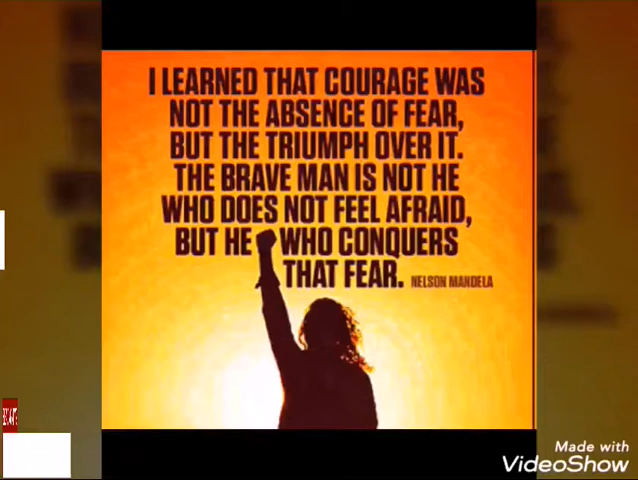 I LEARNED THAT COURAGE WAS
NOT THE ABSENCE OF FEAR,
BUT THE TRIUMPH OVER IT.
THE BRAVE MAN IS NOT HE
WHO DOES NOT FEEL AFRAID,
BUT HE WHO CONQUERS
THAT FEAR. NELSON MANDELA
Made with
VideoShow